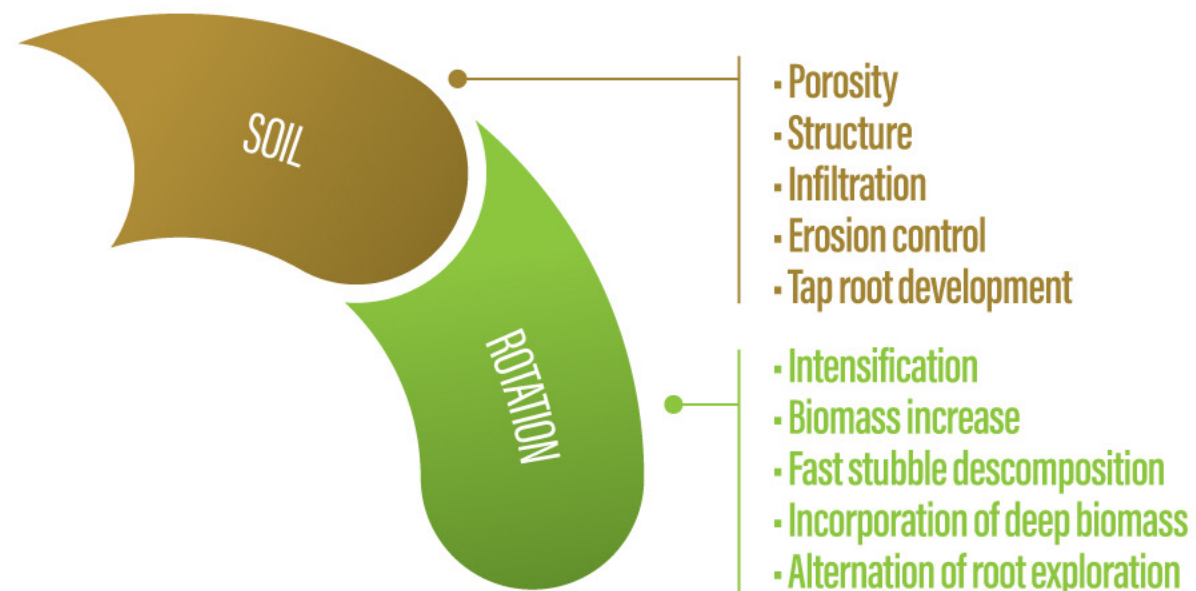 SOIL
· Porosity
· Structure
· Infiltration
· Erosion control
· Tap root development
ROTATION
· Intensification
· Biomass increase
· Fast stubble descomposition
· Incorporation of deep biomass
· Alternation of root exploration